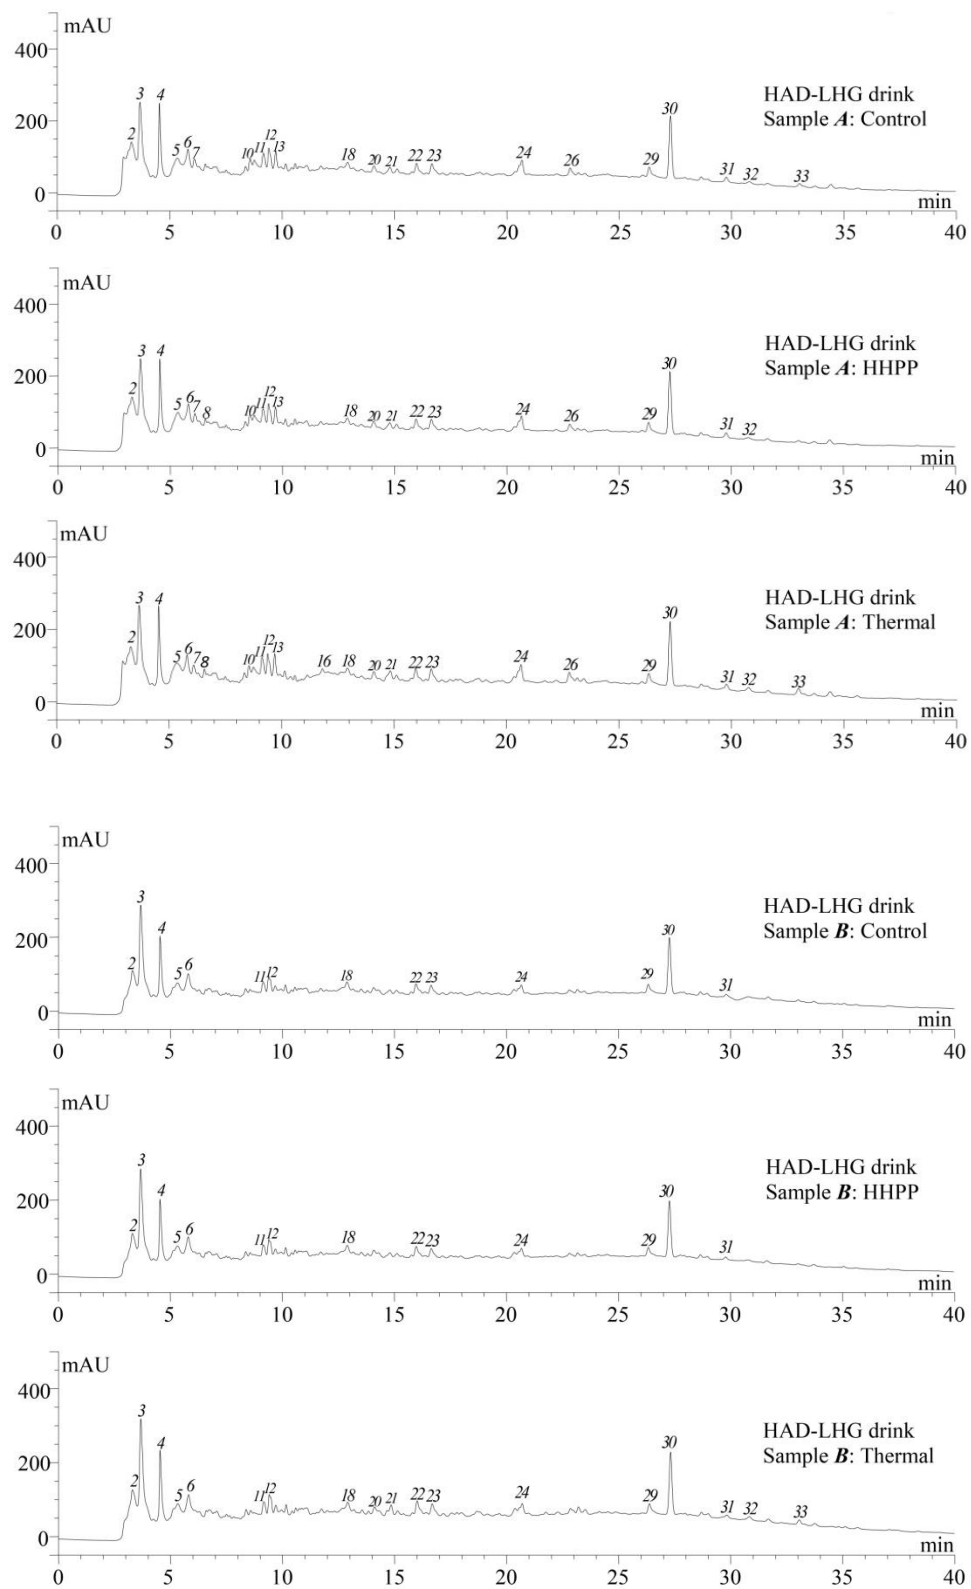 mAU
400
200
0
2 3 4 5 6 7 10 11 12 13 18 20 21 22 23 24 26 29 30 31 32 33
HAD-LHG drink
Sample A: Control
min
0 5 10 15 20 25 30 35 40
mAU
400
200
0
2 3 4 5 6 7 8 10 11 12 13 18 20 21 22 23 24 26 29 30 31 32
HAD-LHG drink
Sample A: HHPP
min
0 5 10 15 20 25 30 35 40
mAU
400
200
0
2 3 4 5 6 7 8 10 11 12 13 16 18 20 21 22 23 24 26 29 30 31 32 33
HAD-LHG drink
Sample A: Thermal
min
0 5 10 15 20 25 30 35 40
mAU
400
200
0
2 3 4 5 6 11 12 18 22 23 24 29 30 31
HAD-LHG drink
Sample B: Control
min
0 5 10 15 20 25 30 35 40
mAU
400
200
0
2 3 4 5 6 11 12 18 22 23 24 29 30 31
HAD-LHG drink
Sample B: HHPP
min
0 5 10 15 20 25 30 35 40
mAU
400
200
0
2 3 4 5 6 11 12 18 20 21 22 23 24 29 30 31 32 33
HAD-LHG drink
Sample B: Thermal
min
0 5 10 15 20 25 30 35 40